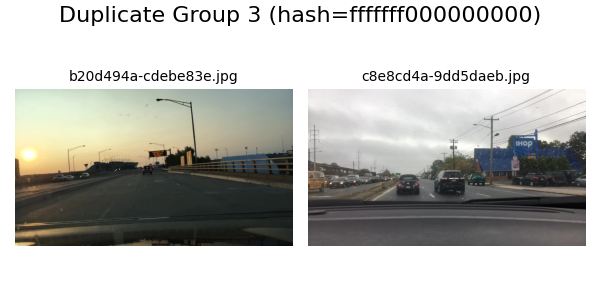 Duplicate Group 3 (hash=fffffff000000000)
b20d494a-cdebe83e.jpg
c8e8cd4a-9dd5daeb.jpg
IHOP